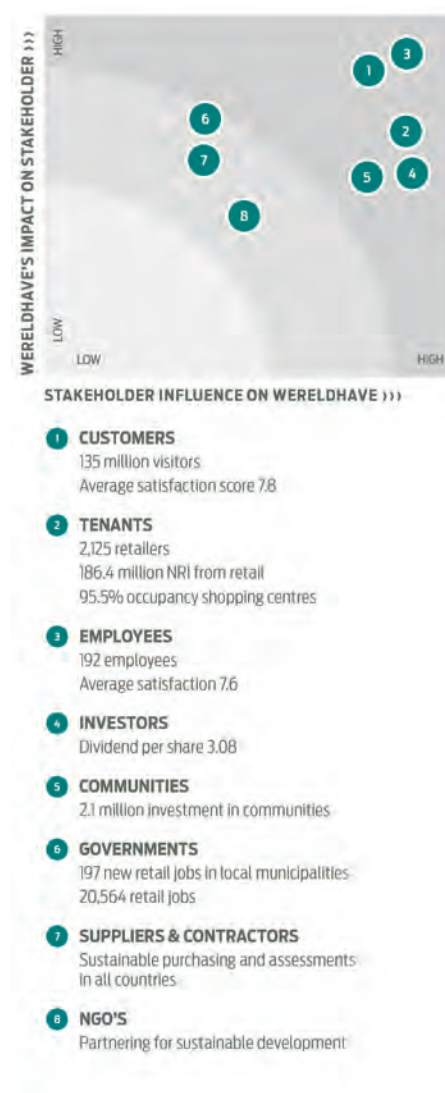 WERELDHAVE'S IMPACT ON STAKEHOLDER >>>
HIGH
3
1
6
2
7
5
4
8
LOW
LOW
HIGH
STAKEHOLDER INFLUENCE ON WERELDHAVE >>>
1 CUSTOMERS
135 million visitors
Average satisfaction score 7.8
2 TENANTS
2,125 retailers
186.4 million NRI from retail
95.5% occupancy shopping centres
3 EMPLOYEES
192 employees
Average satisfaction 7.6
4 INVESTORS
Dividend per share 3.08
5 COMMUNITIES
2.1 million investment in communities
6 GOVERNMENTS
197 new retail jobs in local municipalities
20,564 retail jobs
7 SUPPLIERS & CONTRACTORS
Sustainable purchasing and assessments
in all countries
8 NGO'S
Partnering for sustainable development